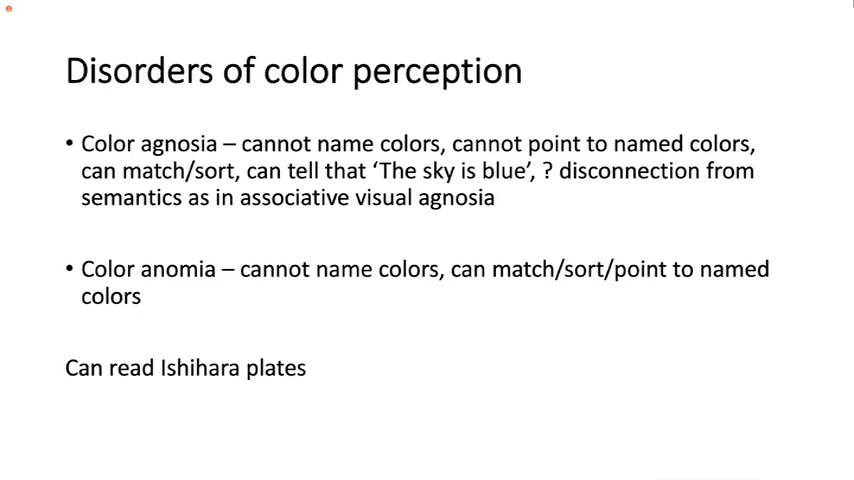 Disorders of color perception
• Color agnosia – cannot name colors, cannot point to named colors,
can match/sort, can tell that ‘The sky is blue’, ? disconnection from
semantics as in associative visual agnosia
• Color anomia – cannot name colors, can match/sort/point to named
colors
Can read Ishihara plates